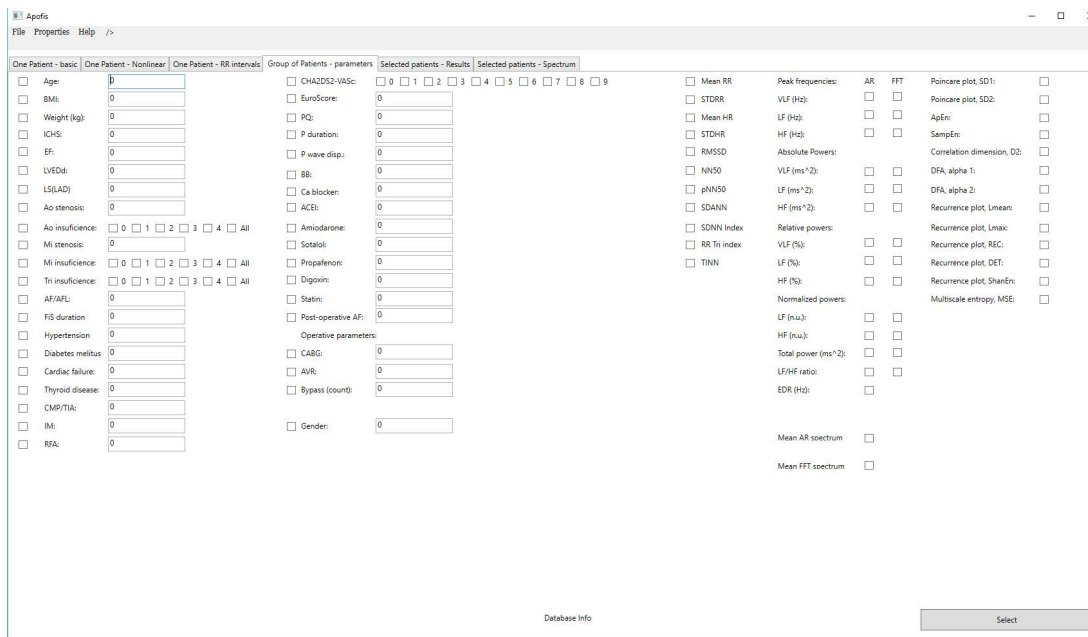 Apofis
File Properties Help />
One Patient - basic One Patient - Nonlinear One Patient - RR intervals Group of Patients - parameters Selected patients - Results Selected patients - Spectrum
Age: 0
BMI: 0
Weight (kg): 0
ICHS: 0
EF: 0
LVEDd: 0
LS(LAD) 0
Ao stenosis: 0
Ao insuficience: 0 1 2 3 4 All
Mi stenosis: 0
Mi insuficience: 0 1 2 3 4 All
Tri insuficience: 0 1 2 3 4 All
AF/AFL: 0
FiS duration 0
Hypertension 0
Diabetes melitus 0
Cardiac failure: 0
Thyroid disease: 0
CMP/TIA: 0
IM: 0
RFA: 0
CHA2DS2-VASc: 0 1 2 3 4 5 6 7 8 9
EuroScore: 0
PQ: 0
P duration: 0
P wave disp.: 0
BB: 0
Ca blocker: 0
ACEI: 0
Amiodarone: 0
Sotalol: 0
Propafenon: 0
Digoxin: 0
Statin: 0
Post-operative AF: 0
Operative parameters:
CABG: 0
AVR: 0
Bypass (count): 0
Gender: 0
Mean RR
STDRR
Mean HR
STDHR
RMSSD
NN50
pNN50
SDANN
SDNN Index
RR Tri index
TINN
Peak frequencies: AR FFT
VLF (Hz):
LF (Hz):
HF (Hz):
Absolute Powers:
VLF (ms^2):
LF (ms^2):
HF (ms^2):
Relative powers:
VLF (%):
LF (%):
HF (%):
Normalized powers:
LF (n.u.):
HF (n.u.):
Total power (ms^2):
LF/HF ratio:
EDR (Hz):
Mean AR spectrum
Mean FFT spectrum
Poincare plot, SD1:
Poincare plot, SD2:
ApEn:
SampEn:
Correlation dimension, D2:
DFA, alpha 1:
DFA, alpha 2:
Recurrence plot, Lmean:
Recurrence plot, Lmax:
Recurrence plot, REC:
Recurrence plot, DET:
Recurrence plot, ShanEn:
Multiscale entropy, MSE:
Database Info
Select